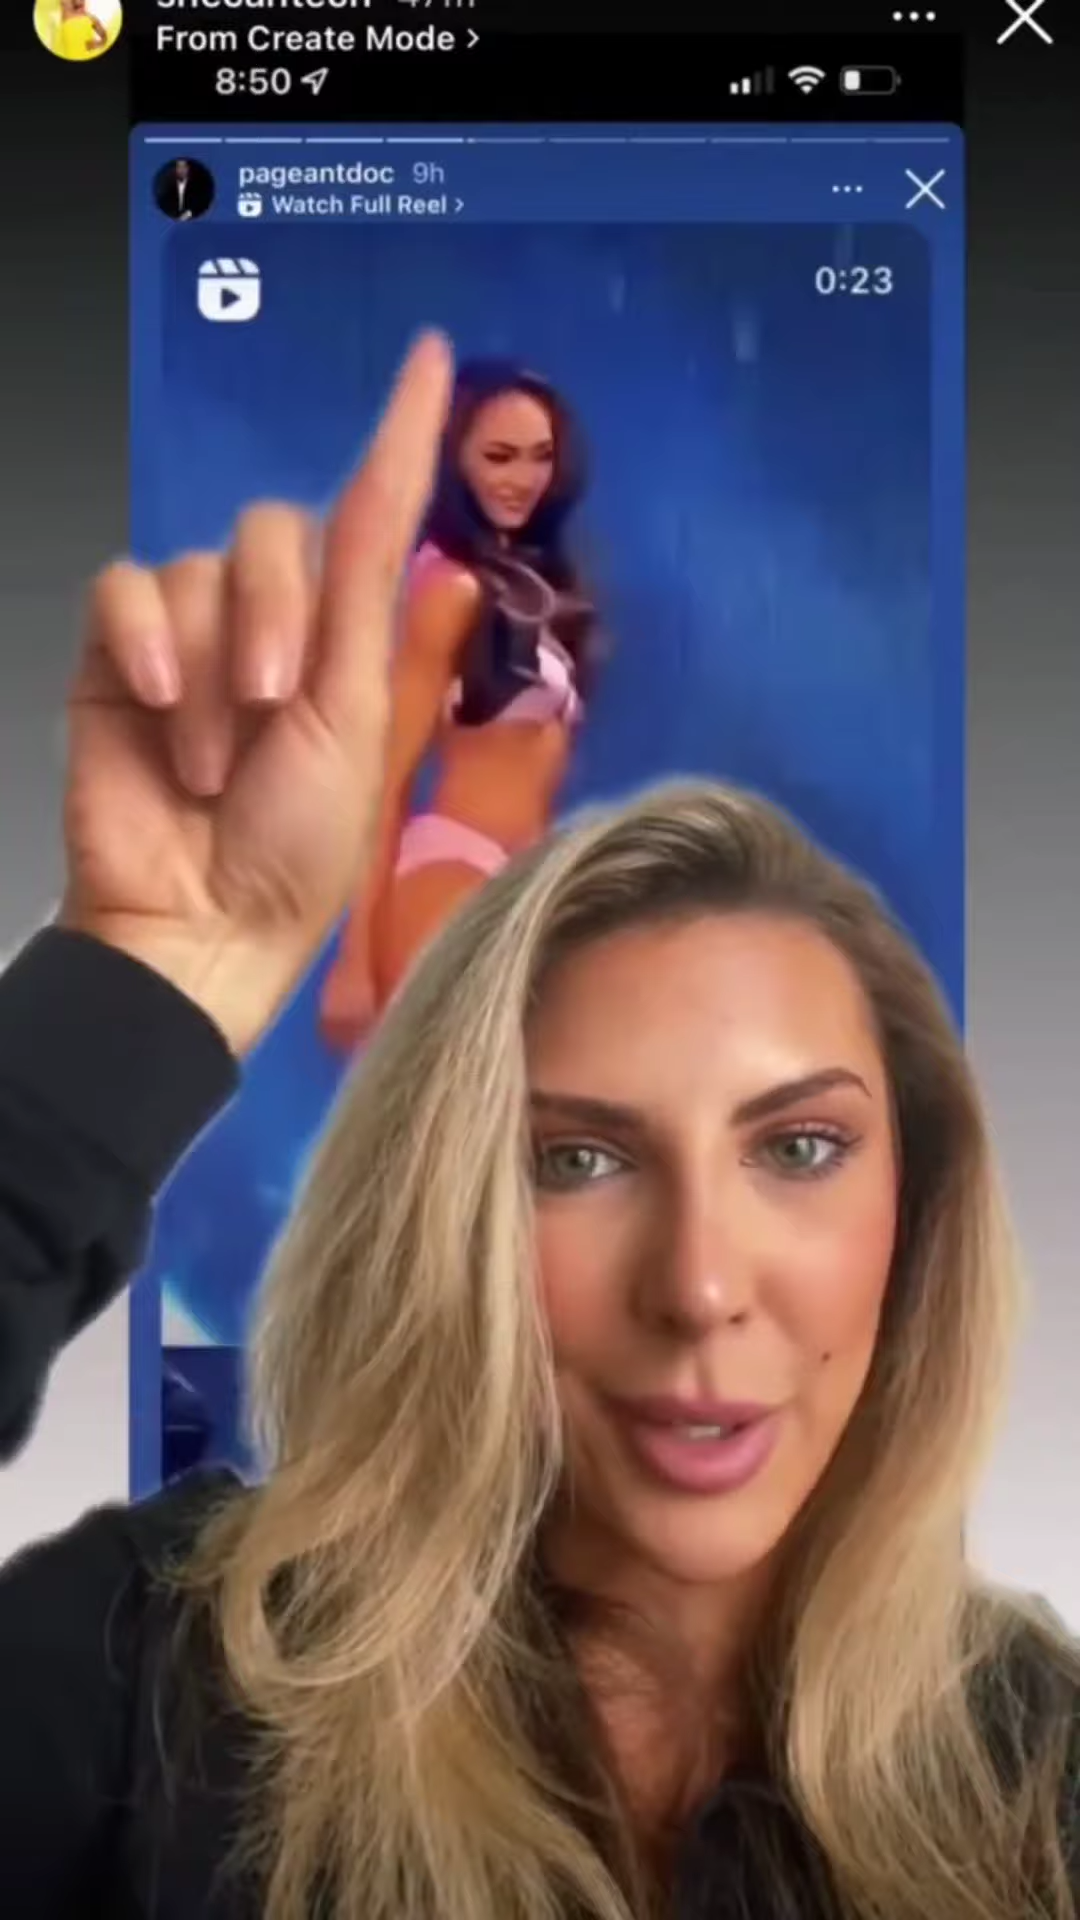 From Create Mode >
8:50
pageantdoc 9h
Watch Full Reel >
0:23